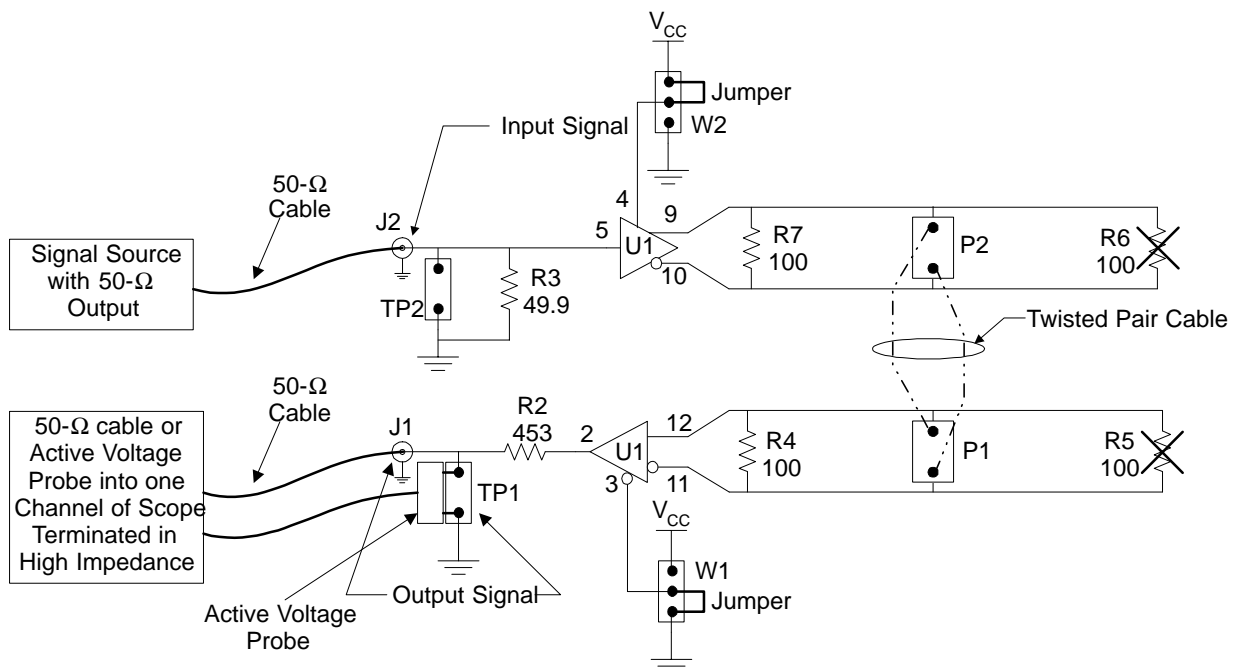 VCC
Jumper
W2
Input Signal
50-Ω
Cable
J2
4
9
5
U1
10
R7
100
P2
R6
100
Signal Source
with 50-Ω
Output
TP2
R3
49.9
Twisted Pair Cable
50-Ω
Cable
J1
R2
453
2
12
U1
3
11
R4
100
P1
R5
100
50-Ω cable or
Active Voltage
Probe into one
Channel of Scope
Terminated in
High Impedance
TP1
VCC
W1
Jumper
Output Signal
Active Voltage
Probe